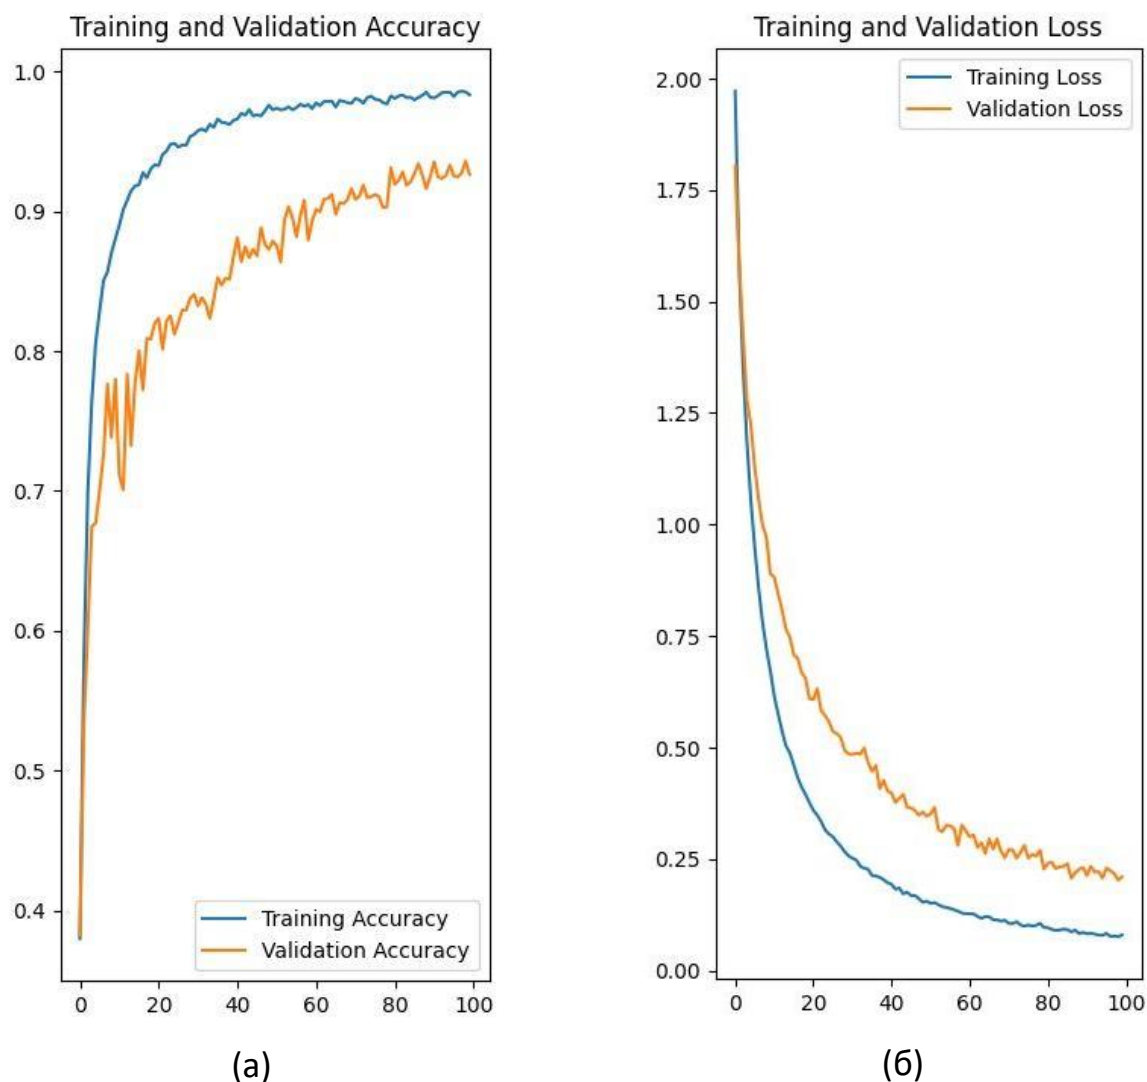 Training and Validation Accuracy
1.0
0.9
0.8
0.7
0.6
0.5
0.4
Training Accuracy
Validation Accuracy
0 20 40 60 80 100
(а)
Training and Validation Loss
Training Loss
Validation Loss
2.00
1.75
1.50
1.25
1.00
0.75
0.50
0.25
0.00
0 20 40 60 80 100
(б)